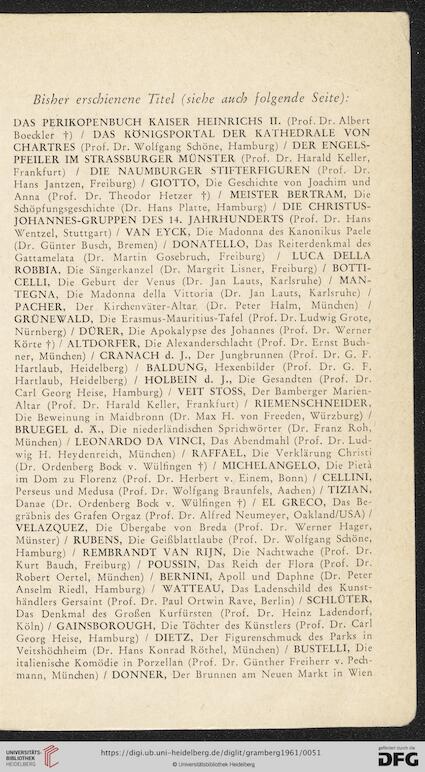 Bisher erschienene Titel (siehe auch folgende Seite):
DAS PERIKOPENBUCH KAISER HEINRICHS II. (Prof. Dr. Albert
Boeckler †) / DAS KÖNIGSPORTAL DER KATHEDRALE VON
CHARTRES (Prof. Dr. Wolfgang Schöne, Hamburg) / DER ENGELS-
PFEILER IM STRASSBURGER MÜNSTER (Prof. Dr. Harald Keller,
Frankfurt) / DIE NAUMBURGER STIFTERFIGUREN (Prof. Dr.
Hans Jantzen, Freiburg) / GIOTTO, Die Geschichte von Joachim und
Anna (Prof. Dr. Theodor Hetzer †) / MEISTER BERTRAM, Die
Schöpfungsgeschichte (Dr. Hans Platte, Hamburg) / DIE CHRISTUS-
JOHANNES-GRUPPEN DES 14. JAHRHUNDERTS (Prof. Dr. Hans
Wentzel, Stuttgart) / VAN EYCK, Die Madonna des Kanonikus Paele
(Dr. Günter Busch, Bremen) / DONATELLO, Das Reiterdenkmal des
Gattamelata (Dr. Martin Gosebruch, Freiburg) / LUCA DELLA
ROBBIA, Die Sängerkanzel (Dr. Margrit Lisner, Freiburg) / BOTTI-
CELLI, Die Geburt der Venus (Dr. Jan Lauts, Karlsruhe) / MAN-
TEGNA, Die Madonna della Vittoria (Dr. Jan Lauts, Karlsruhe) /
PACHER, Der Kirchenväter-Altar, (Dr. Peter Halm, München) /
GRÜNEWALD, Die Erasmus-Mauritius-Tafel (Prof. Dr. Ludwig Grote,
Nürnberg) / DÜRER, Die Apokalypse des Johannes (Prof. Dr. Werner
Körte †) / ALTDORFER, Die Alexanderschlacht (Prof. Dr. Ernst Buch-
ner, München) / CRANACH d. J., Der Jungbrunnen (Prof. Dr. G. F.
Hartlaub, Heidelberg) / BALDUNG, Hexenbilder (Prof. Dr. G. F.
Hartlaub, Heidelberg) / HOLBEIN d. J., Die Gesandten (Prof. Dr.
Carl Georg Heise, Hamburg) / VEIT STOSS, Der Bamberger Marien-
Altar (Prof. Dr. Harald Keller, Frankfurt) / RIEMENSCHNEIDER,
Die Beweinung in Maidbronn (Dr. Max H. von Freeden, Würzburg) /
BRUEGEL d. Ä., Die niederländischen Sprichwörter (Dr. Franz Roh,
München) / LEONARDO DA VINCI, Das Abendmahl (Prof. Dr. Lud-
wig H. Heydenreich, München) / RAFFAEL, Die Verklärung Christi
(Dr. Ordenberg Bock v. Wülfingen †) / MICHELANGELO, Die Pietà
im Dom zu Florenz (Prof. Dr. Herbert v. Einem, Bonn) / CELLINI,
Perseus und Medusa (Prof. Dr. Wolfgang Braunfels, Aachen) / TIZIAN,
Danae (Dr. Ordenberg Bock v. Wülfingen †) / EL GRECO, Das Be-
gräbnis des Grafen Orgaz (Prof. Dr. Alfred Neumeyer, Oakland/USA) /
VELAZQUEZ, Die Übergabe von Breda (Prof. Dr. Werner Hager,
Münster) / RUBENS, Die Geißblattlaube (Prof. Dr. Wolfgang Schöne,
Hamburg) / REMBRANDT VAN RIJN, Die Nachtwache (Prof. Dr.
Kurt Bauch, Freiburg) / POUSSIN, Das Reich der Flora (Prof. Dr.
Robert Oertel, München) / BERNINI, Apoll und Daphne (Dr. Peter
Anselm Riedl, Hamburg) / WATTEAU, Das Ladenschild des Kunst-
händlers Gersaint (Prof. Dr. Paul Ortwin Rave, Berlin) / SCHLÜTER,
Das Denkmal des Großen Kurfürsten (Prof. Dr. Heinz Ladendorf,
Köln) / GAINSBOROUGH, Die Töchter des Künstlers (Prof. Dr. Carl
Georg Heise, Hamburg) / DIETZ, Der Figurenschmuck des Parks in
Veitshöchheim (Dr. Hans Konrad Röthel, München) / BUSTELLI, Die
italienische Komödie in Porzellan (Prof. Dr. Günther Freiherr v. Pech-
mann, München) / DONNER, Der Brunnen am Neuen Markt in Wien
UNIVERSITÄTS-
BIBLIOTHEK
HEIDELBERG
https://digi.ub.uni-heidelberg.de/diglit/gramberg1961/0051
© Universitätsbibliothek Heidelberg
gefördert durch die
DFG